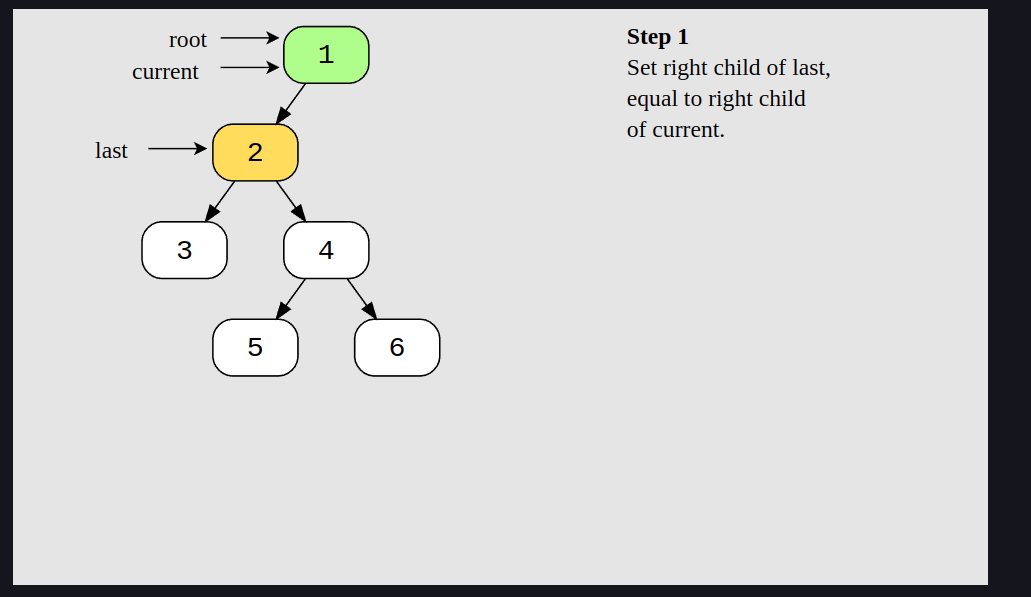 root
current
1
last
2
3
4
5
6
Step 1
Set right child of last,
equal to right child
of current.